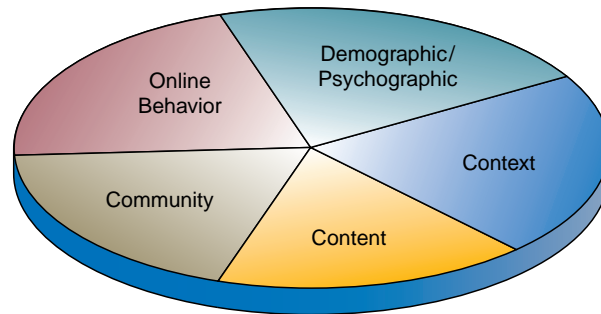 Demographic/
Psychographic
Online
Behavior
Context
Community
Content